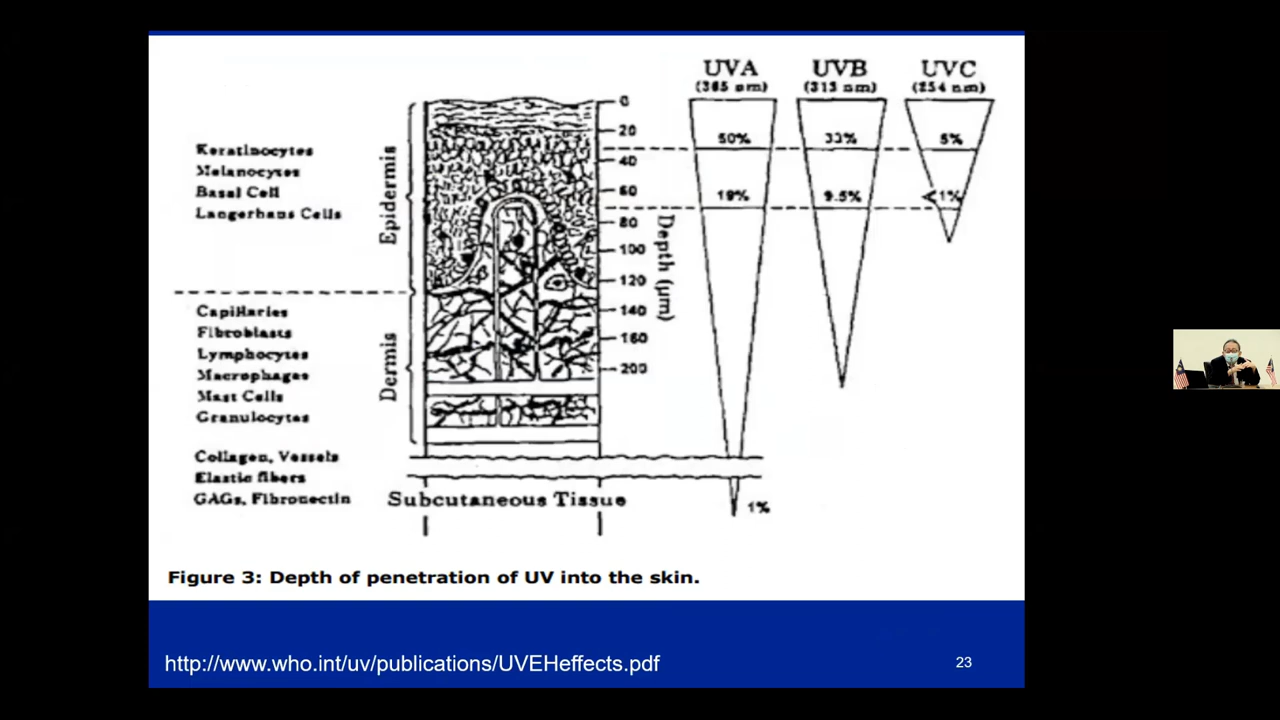 UVA UVB UVC
(365 nm) (313 nm) (254 nm)
0
20
50% 33% 5%
Keratinocytes
40
Melanocytes
Basal Cell
60
19% 9.5% <1%
Langerhans Cells
Epidermis
80
100
Depth (μm)
120
140
Capillaries
Fibroblasts
160
Lymphocytes
200
Macrophages
Dermis
Mast Cells
Granulocytes
Collagen, Vessels
Elastic fibers
GAGs, Fibronectin
Subcutaneous Tissue
1%
Figure 3: Depth of penetration of UV into the skin.
http://www.who.int/uv/publications/UVEHeffects.pdf
23